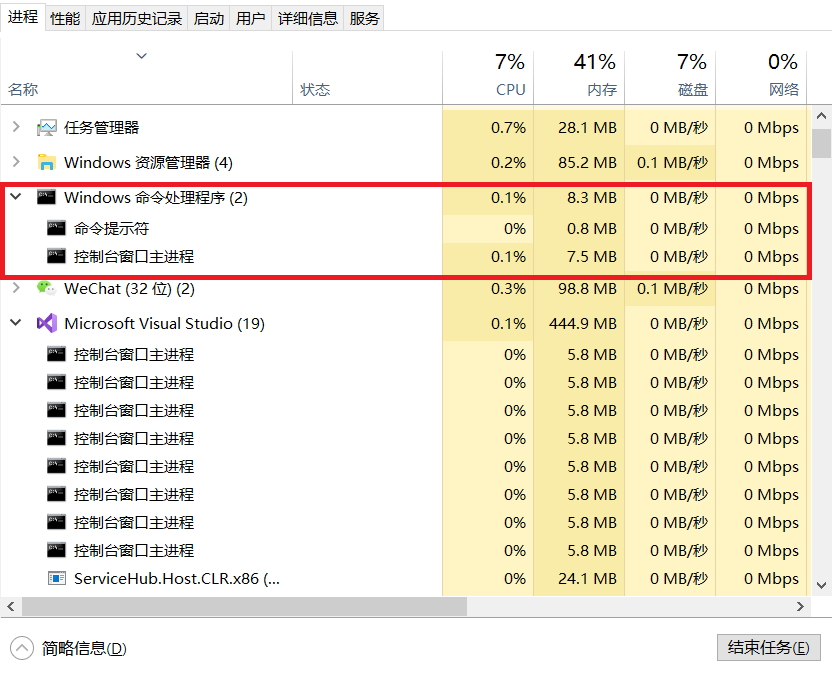 进程 性能 应用历史记录 启动 用户 详细信息 服务
7% 41% 7% 0%
名称 状态 CPU 内存 磁盘 网络
任务管理器 0.7% 28.1 MB 0 MB/秒 0 Mbps
Windows 资源管理器 (4) 0.2% 85.2 MB 0.1 MB/秒 0 Mbps
Windows 命令处理程序 (2) 0.1% 8.3 MB 0 MB/秒 0 Mbps
命令提示符 0% 0.8 MB 0 MB/秒 0 Mbps
控制台窗口主进程 0.1% 7.5 MB 0 MB/秒 0 Mbps
WeChat (32 位) (2) 0.3% 98.8 MB 0.1 MB/秒 0 Mbps
Microsoft Visual Studio (19) 0.1% 444.9 MB 0 MB/秒 0 Mbps
控制台窗口主进程 0% 5.8 MB 0 MB/秒 0 Mbps
控制台窗口主进程 0% 5.8 MB 0 MB/秒 0 Mbps
控制台窗口主进程 0% 5.8 MB 0 MB/秒 0 Mbps
控制台窗口主进程 0% 5.8 MB 0 MB/秒 0 Mbps
控制台窗口主进程 0% 5.8 MB 0 MB/秒 0 Mbps
控制台窗口主进程 0% 5.8 MB 0 MB/秒 0 Mbps
控制台窗口主进程 0% 5.8 MB 0 MB/秒 0 Mbps
控制台窗口主进程 0% 5.8 MB 0 MB/秒 0 Mbps
ServiceHub.Host.CLR.x86 (... 0% 24.1 MB 0 MB/秒 0 Mbps
简略信息(D) 结束任务(E)